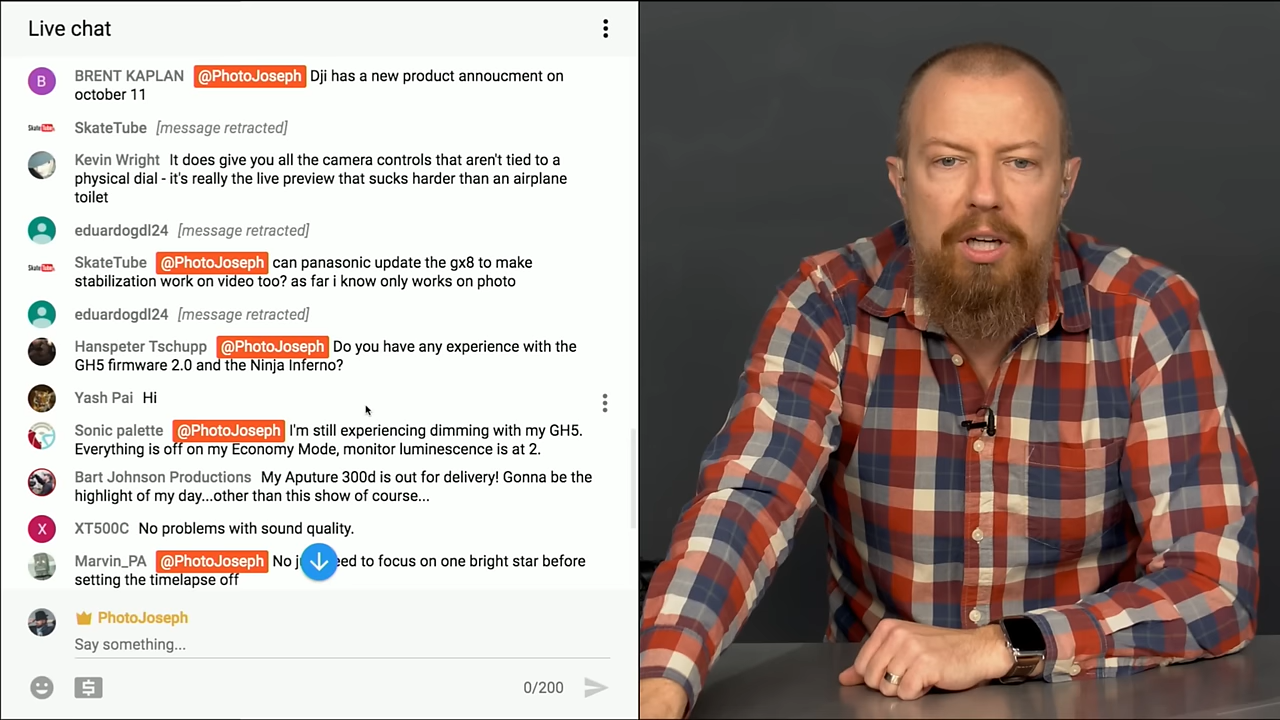 Live chat
B
BRENT KAPLAN @PhotoJoseph Dji has a new product annoucment on
october 11
SkateTube [message retracted]
Kevin Wright It does give you all the camera controls that aren't tied to a
physical dial - it's really the live preview that sucks harder than an airplane
toilet
eduardogdl24 [message retracted]
SkateTube @PhotoJoseph can panasonic update the gx8 to make
stabilization work on video too? as far i know only works on photo
eduardogdl24 [message retracted]
Hanspeter Tschupp @PhotoJoseph Do you have any experience with the
GH5 firmware 2.0 and the Ninja Inferno?
Yash Pai Hi
Sonic palette @PhotoJoseph I'm still experiencing dimming with my GH5.
Everything is off on my Economy Mode, monitor luminescence is at 2.
Bart Johnson Productions My Aputure 300d is out for delivery! Gonna be the
highlight of my day...other than this show of course...
X
XT500C No problems with sound quality.
Marvin_PA @PhotoJoseph No to focus on one bright star before
setting the timelapse off
PhotoJoseph
Say something...
$
0/200